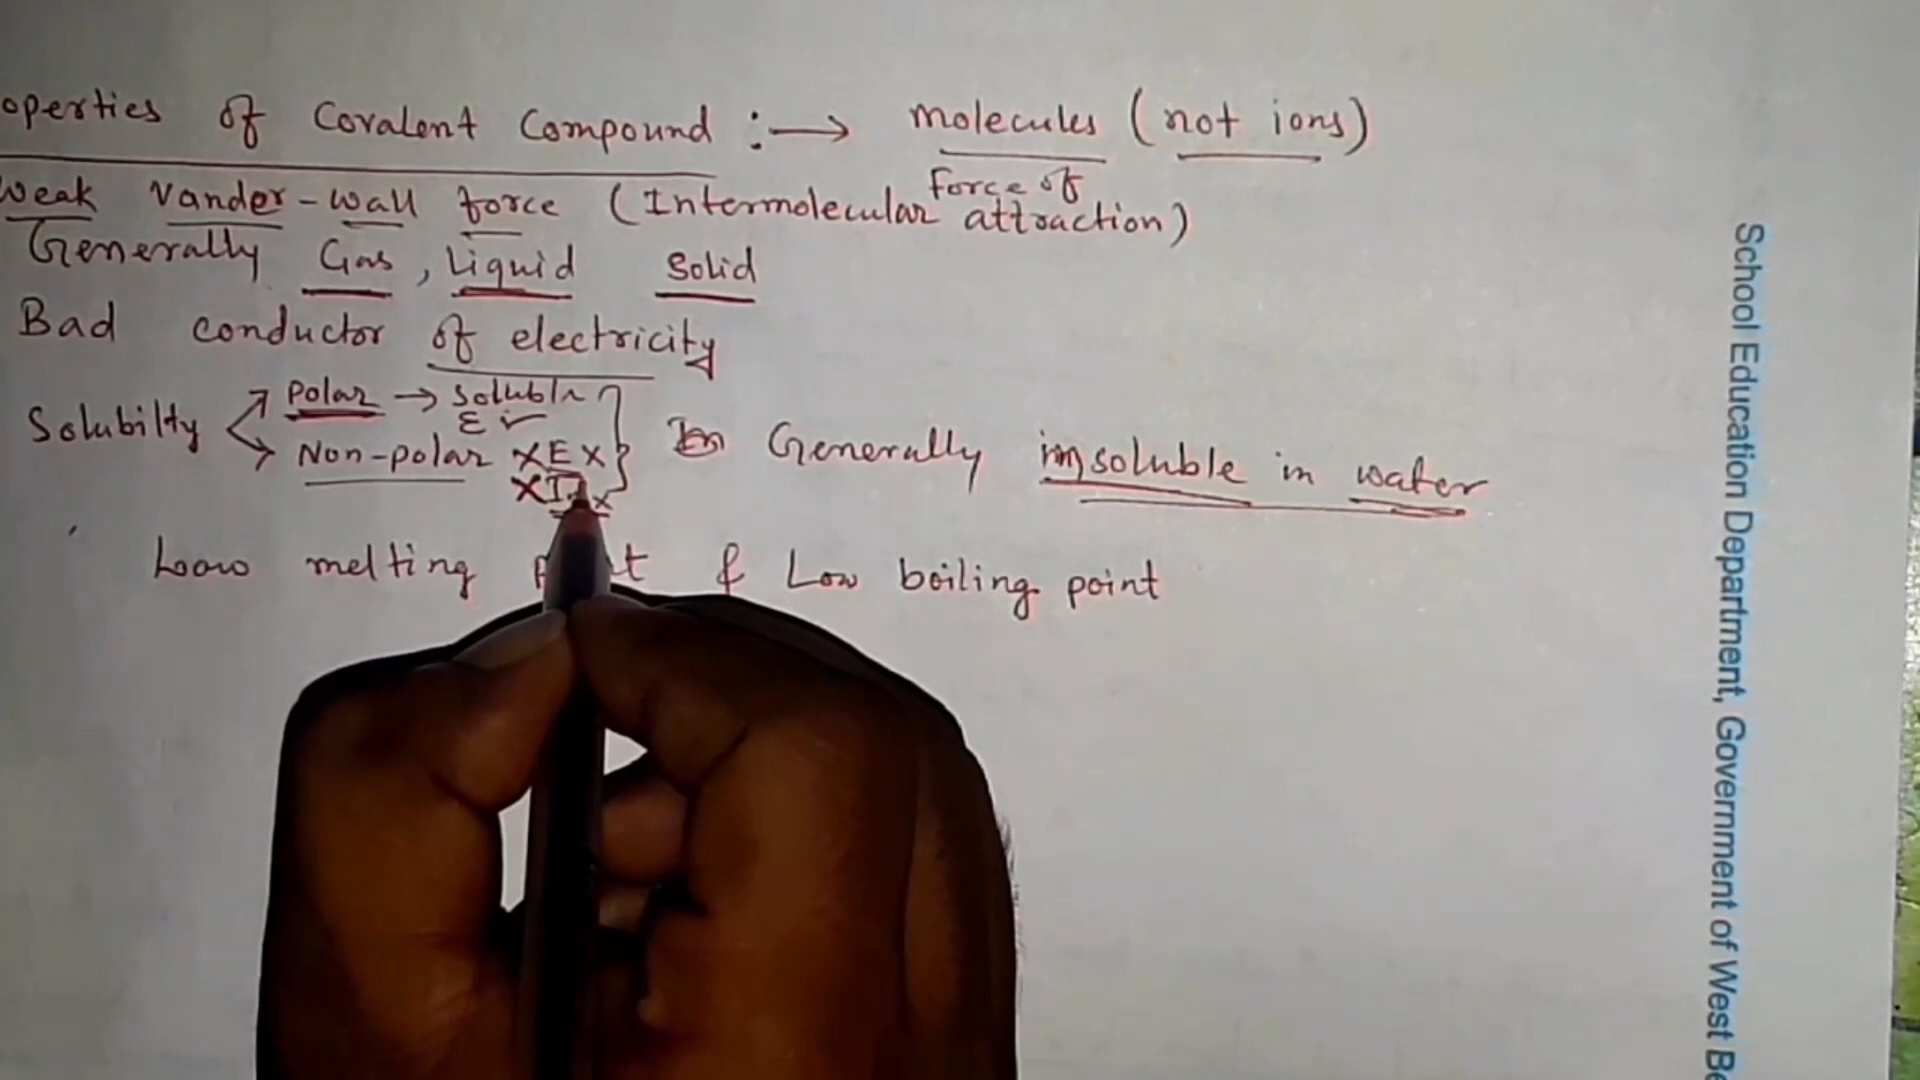 operties of Covalent Compound :→ molecules (not ions)
Weak Vander-wall force (Intermolecular force of attraction)
Generally Gas, Liquid Solid
Bad conductor of electricity
Solubilty
Polar → Soluble
E ✓
Non-polar XEX
Generally insoluble in water
Low melting & Low boiling point
School Education Department, Government of West Be